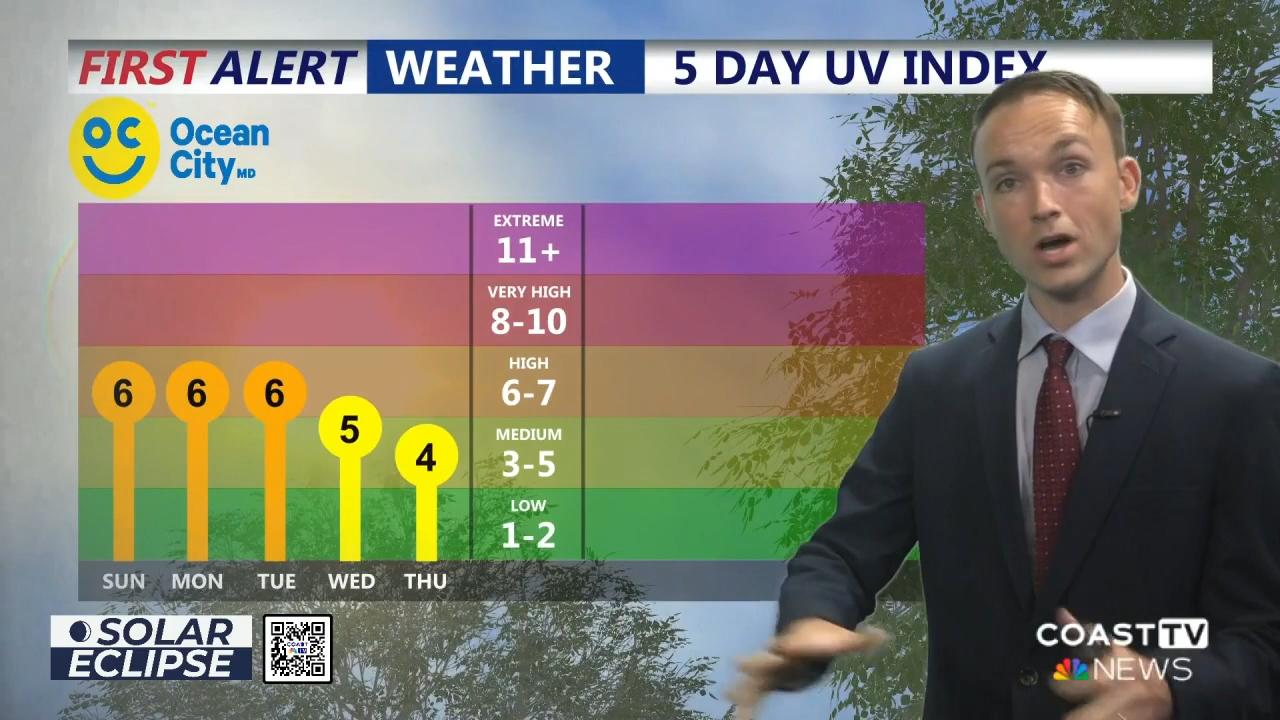 FIRST ALERT WEATHER 5 DAY UV INDEX
OC
Ocean
City MD
EXTREME
11+
VERY HIGH
8-10
HIGH
6-7
MEDIUM
3-5
LOW
1-2
6 6 6 5 4
SUN MON TUE WED THU
SOLAR
ECLIPSE
COAST TV
NEWS